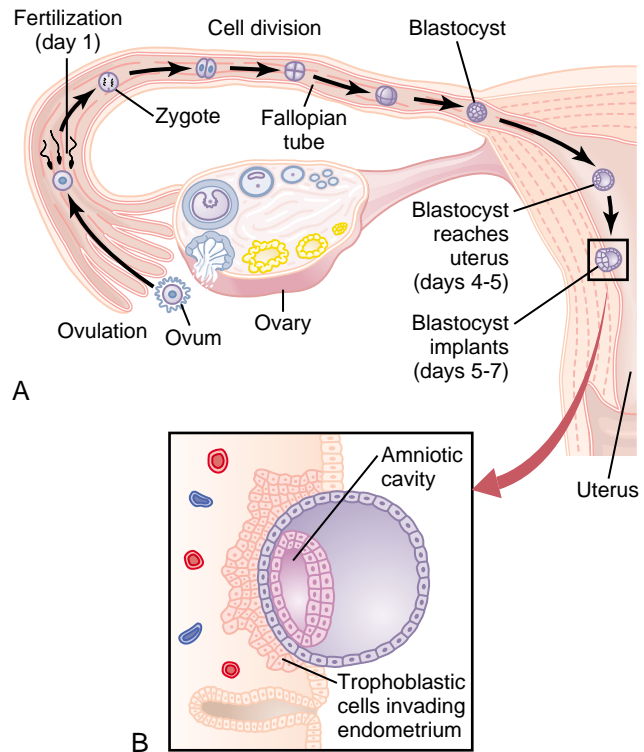 Fertilization
(day 1)
Cell division
Blastocyst
Zygote
Fallopian
tube
Blastocyst
reaches
uterus
(days 4-5)
Ovulation
Ovum
Ovary
Blastocyst
implants
(days 5-7)
A
Uterus
Amniotic
cavity
Trophoblastic
cells invading
endometrium
B